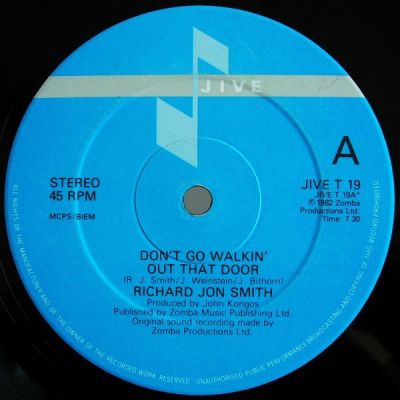 JIVE
A
STEREO
45 RPM
MCPS/BIEM
JIVE T 19
JIVE T 19A*
℗1982 Zomba
Productions Ltd.
Time: 7.30
DON'T GO WALKIN'
OUT THAT DOOR
(R. J. Smith/J. Weinstein/J. Bithorn)
RICHARD JON SMITH
Produced by John Kongos
Published by Zomba Music Publishing Ltd.
Original sound recording made by
Zomba Productions Ltd.
ALL RIGHTS OF THE MANUFACTURER AND OF THE OWNER OF THE RECORDED WORK RESERVED · UNAUTHORISED PUBLIC PERFORMANCE BROADCASTING AND COPYING OF THIS RECORD PROHIBITED